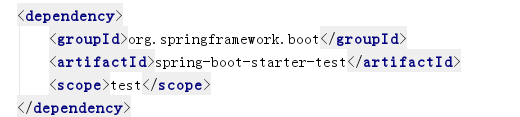 <dependency>
    <groupId>org.springframework.boot</groupId>
    <artifactId>spring-boot-starter-test</artifactId>
    <scope>test</scope>
</dependency>